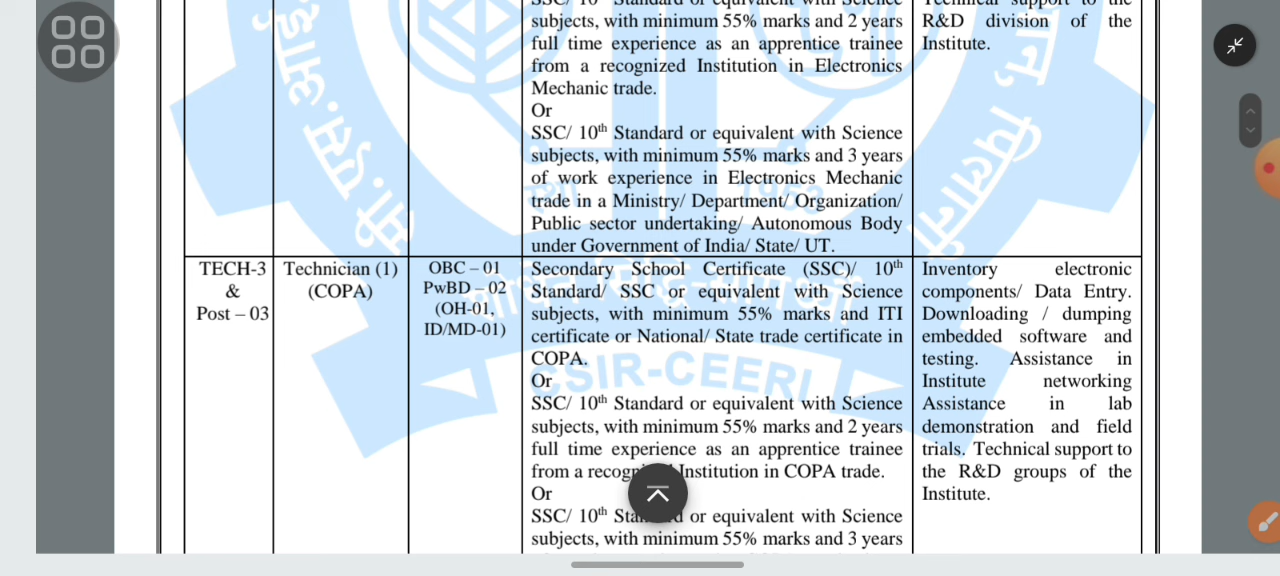 subjects, with minimum 55% marks and 2 years
full time experience as an apprentice trainee
from a recognized Institution in Electronics
Mechanic trade.
Or
SSC/ 10th Standard or equivalent with Science
subjects, with minimum 55% marks and 3 years
of work experience in Electronics Mechanic
trade in a Ministry/ Department/ Organization/
Public sector undertaking/ Autonomous Body
under Government of India/ State/ UT.
Technical support to the
R&D division of the
Institute.
TECH-3
&
Post – 03
Technician (1)
(COPA)
OBC – 01
PwBD – 02
(OH-01,
ID/MD-01)
Secondary School Certificate (SSC)/ 10th
Standard/ SSC or equivalent with Science
subjects, with minimum 55% marks and ITI
certificate or National/ State trade certificate in
COPA.
Or
SSC/ 10th Standard or equivalent with Science
subjects, with minimum 55% marks and 2 years
full time experience as an apprentice trainee
from a Institution in COPA trade.
Or
SSC/ 10th or equivalent with Science
subjects, with minimum 55% marks and 3 years
Inventory electronic
components/ Data Entry.
Downloading / dumping
embedded software and
testing. Assistance in
Institute networking
Assistance in lab
demonstration and field
trials. Technical support to
the R&D groups of the
Institute.
CSIR-CEERI